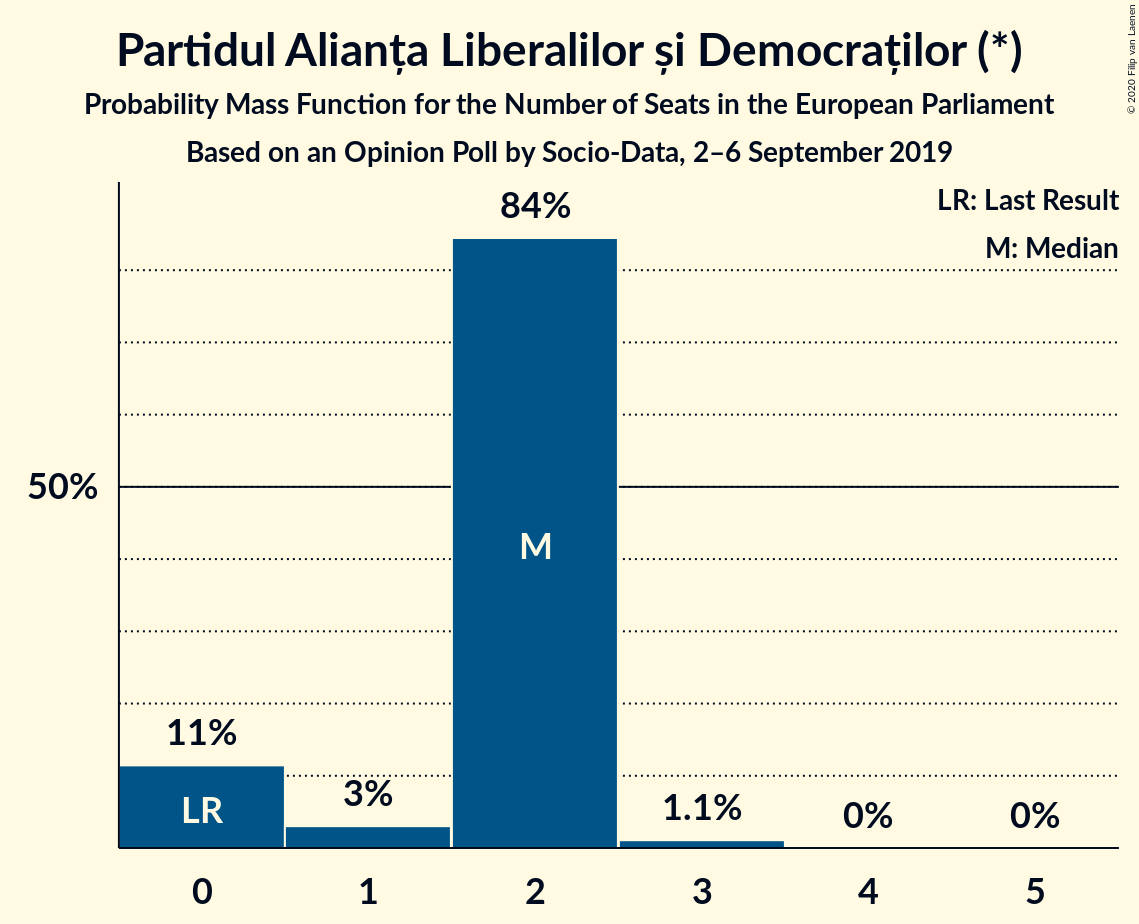 Partidul Alianța Liberalilor și Democraților (*)
Probability Mass Function for the Number of Seats in the European Parliament
Based on an Opinion Poll by Socio-Data, 2–6 September 2019
© 2020 Filip van Laenen
LR: Last Result
M: Median
84%
50%
M
11%
LR
3%
1.1%
0%
0%
0 1 2 3 4 5